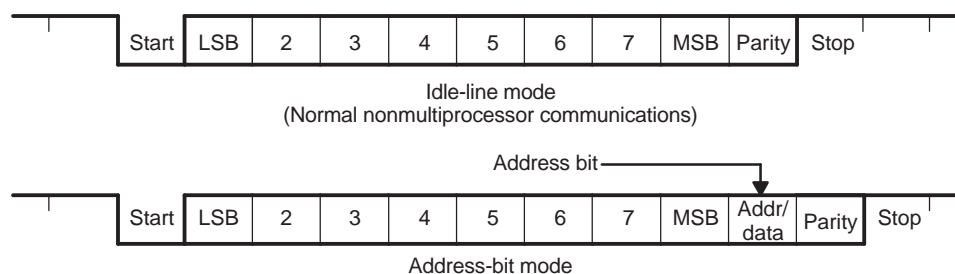 Start LSB 2 3 4 5 6 7 MSB Parity Stop
Idle-line mode
(Normal nonmultiprocessor communications)
Address bit
Start LSB 2 3 4 5 6 7 MSB Addr/ data Parity Stop
Address-bit mode